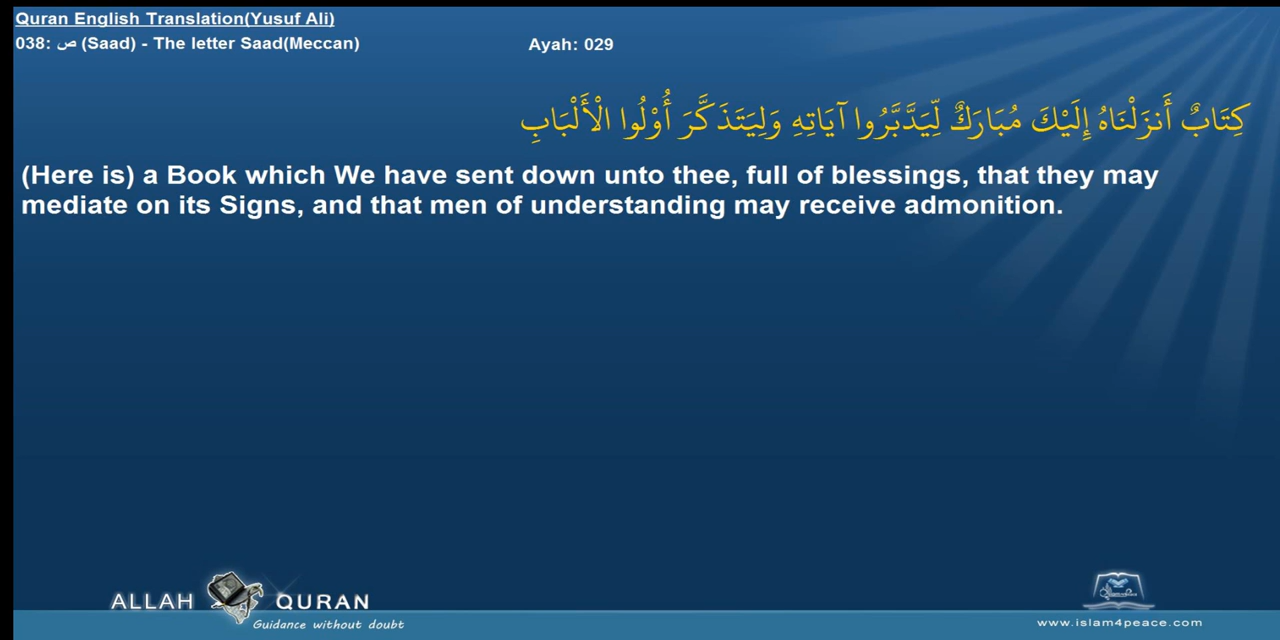 Quran English Translation(Yusuf Ali)
038: ص (Saad) - The letter Saad(Meccan) Ayah: 029
كِتَابٌ أَنزَلْنَاهُ إِلَيْكَ مُبَارَكٌ لِّيَدَّبَّرُوا آيَاتِهِ وَلِيَتَذَكَّرَ أُوْلُوا الْأَلْبَابِ
(Here is) a Book which We have sent down unto thee, full of blessings, that they may
mediate on its Signs, and that men of understanding may receive admonition.
ALLAH QURAN
Guidance without doubt
www.islam4peace.com